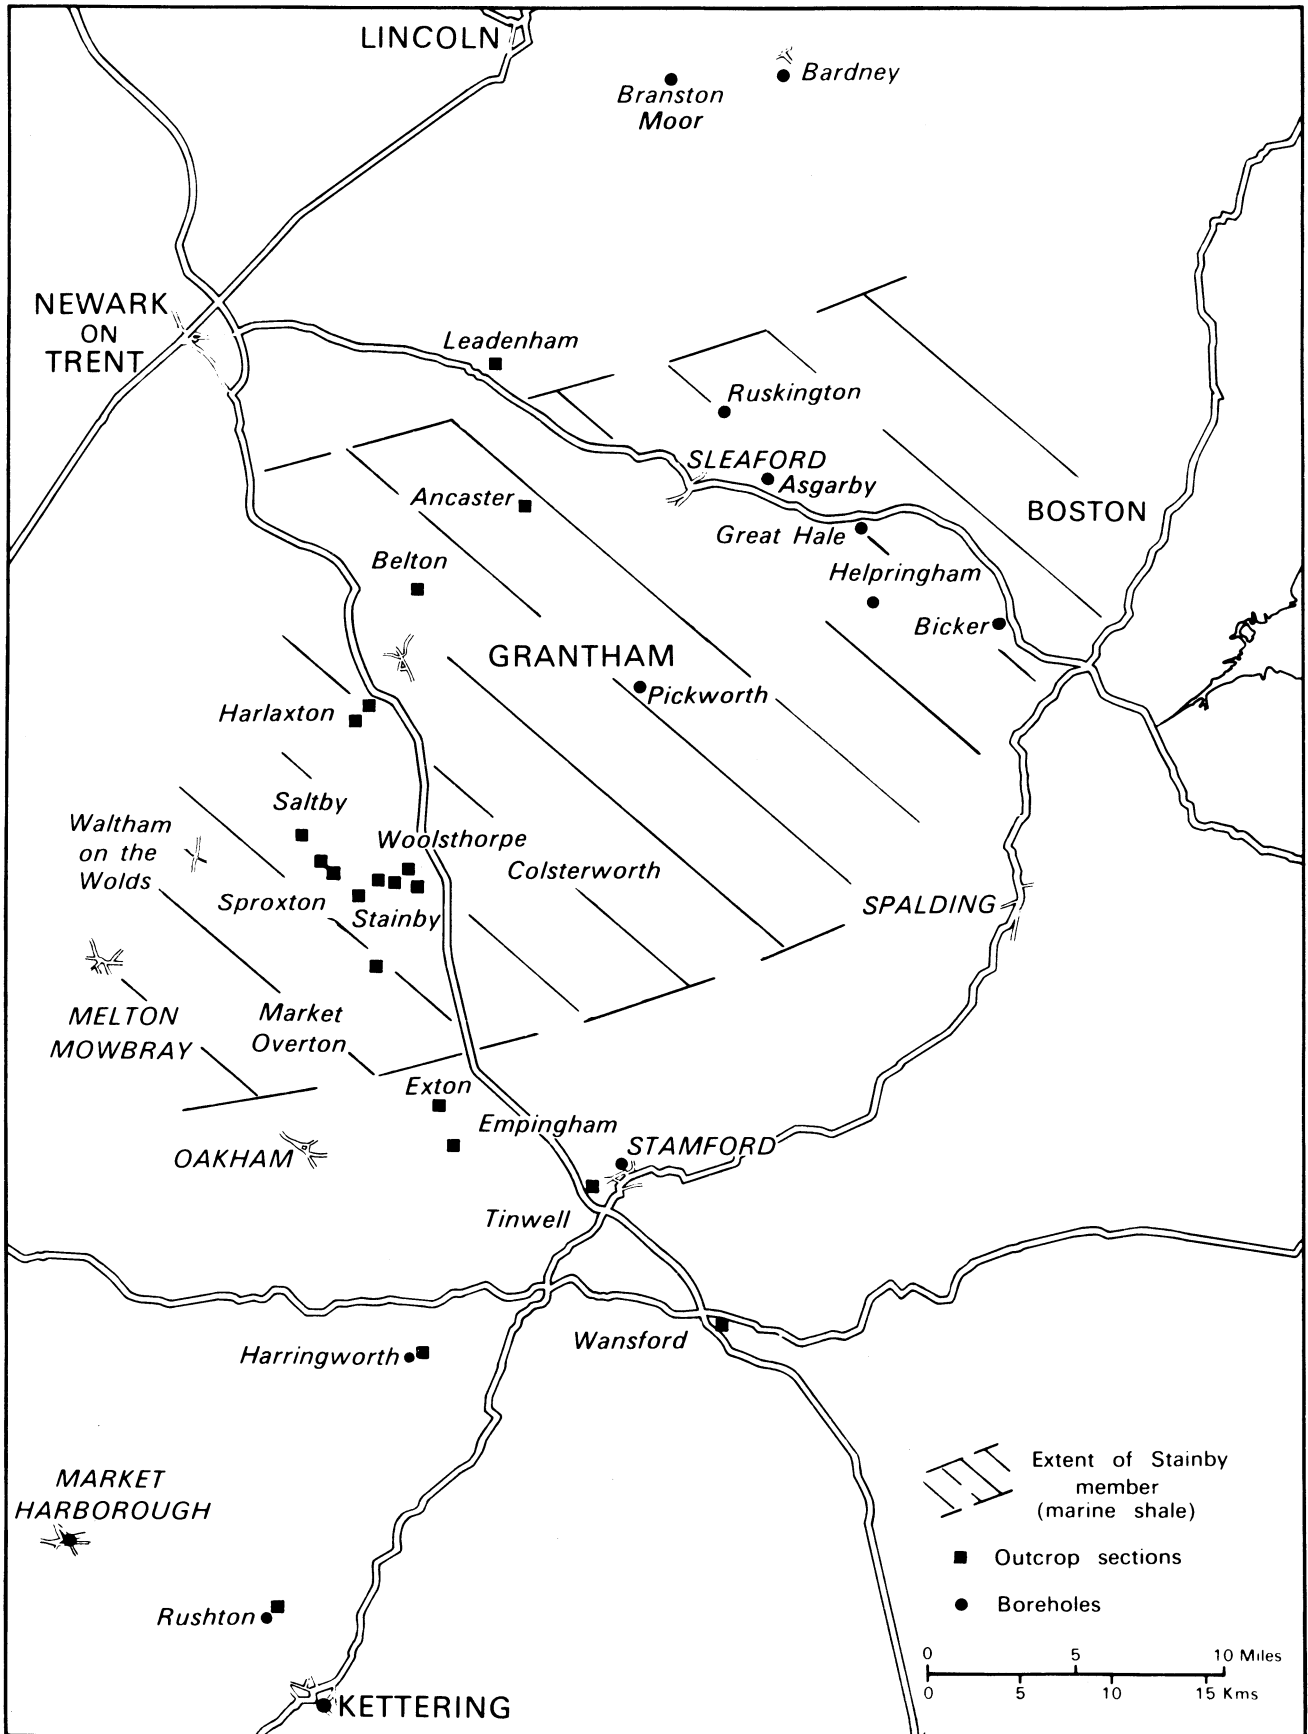 LINCOLN
Bardney
Branston
Moor
NEWARK
ON
TRENT
Leadenham
Ruskington
SLEAFORD
Asgarby
Ancaster
BOSTON
Great Hale
Belton
Helpringham
Bicker
GRANTHAM
Pickworth
Harlaxton
Saltby
Waltham
on the
Wolds
Woolsthorpe
Colsterworth
Sproxton
Stainby
SPALDING
MELTON
MOWBRAY
Market
Overton
Exton
Empingham
OAKHAM
STAMFORD
Tinwell
Wansford
Harringworth
MARKET
HARBOROUGH
Extent of Stainby
member
(marine shale)
Outcrop sections
Boreholes
Rushton
0 5 10 Miles
0 5 10 15 Kms
KETTERING